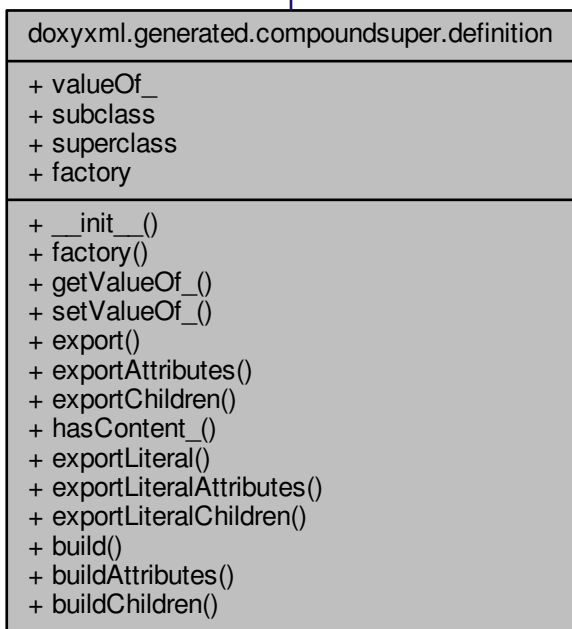 doxyxml.generated.compoundsuper.definition
+ valueOf_
+ subclass
+ superclass
+ factory
+ __init__()
+ factory()
+ getValueOf_()
+ setValueOf_()
+ export()
+ exportAttributes()
+ exportChildren()
+ hasContent_()
+ exportLiteral()
+ exportLiteralAttributes()
+ exportLiteralChildren()
+ build()
+ buildAttributes()
+ buildChildren()